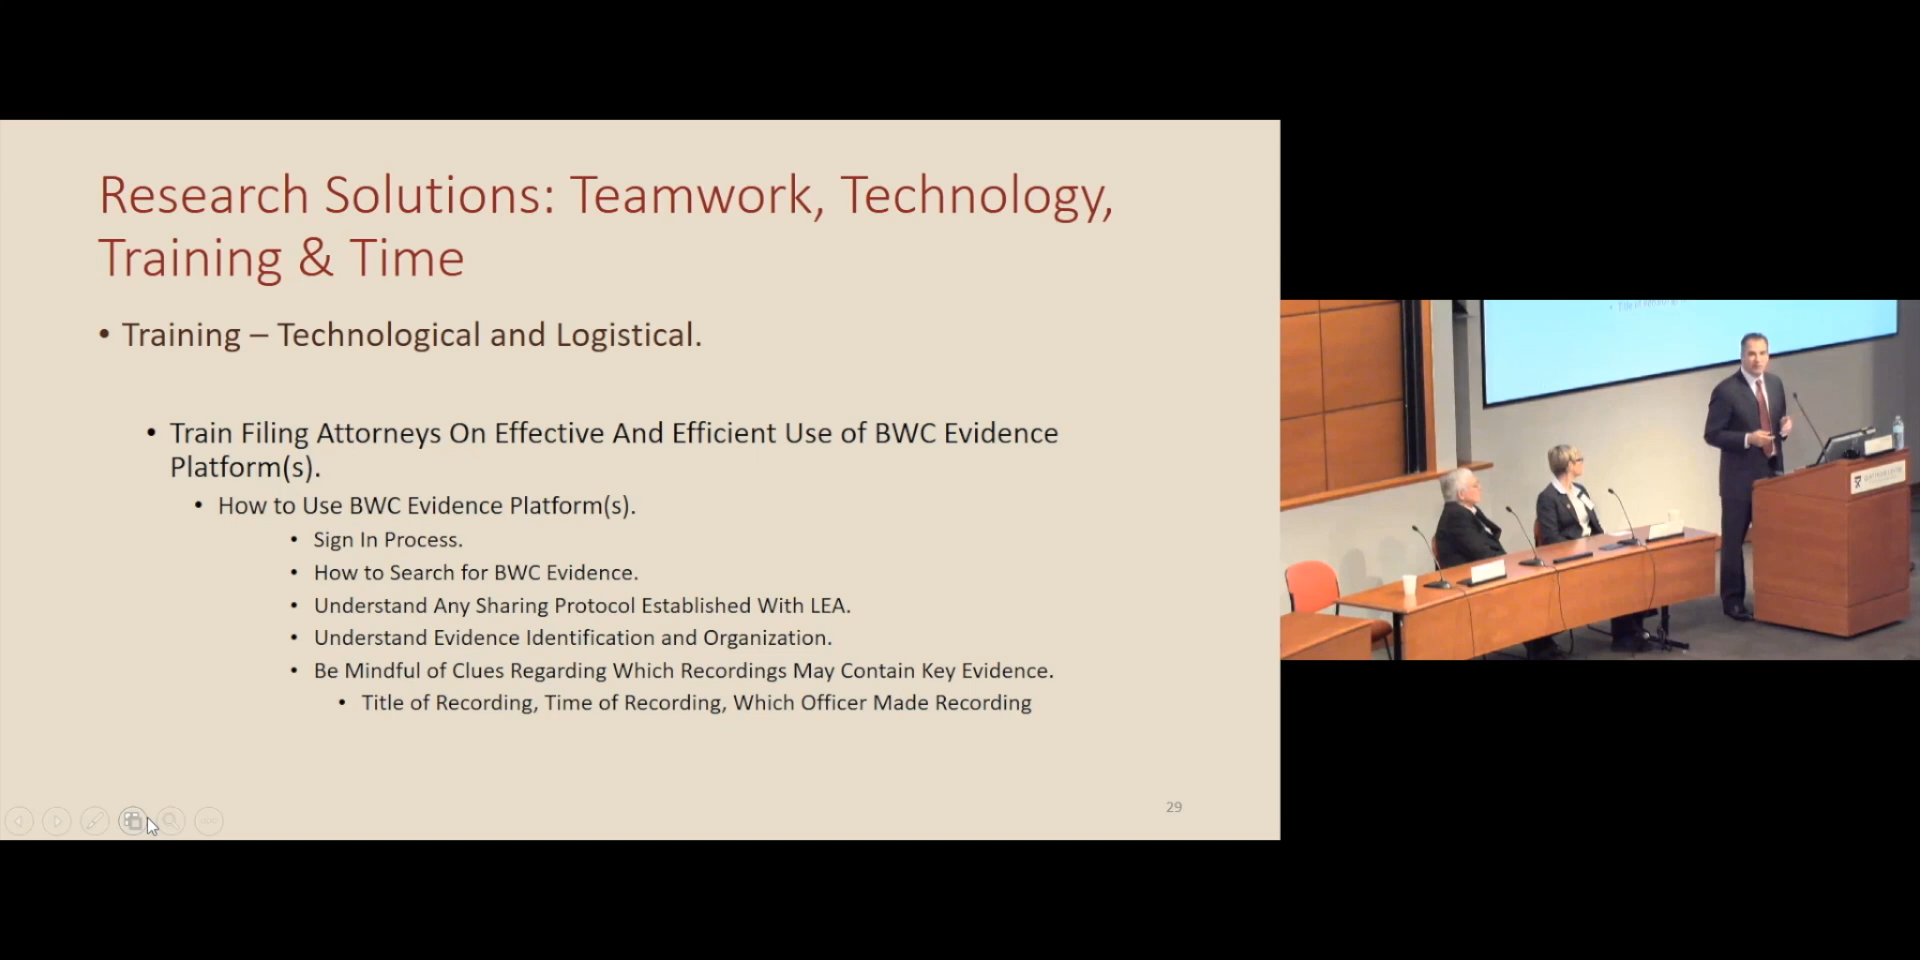 Research Solutions: Teamwork, Technology,
Training & Time
• Training – Technological and Logistical.
• Train Filing Attorneys On Effective And Efficient Use of BWC Evidence
Platform(s).
• How to Use BWC Evidence Platform(s).
• Sign In Process.
• How to Search for BWC Evidence.
• Understand Any Sharing Protocol Established With LEA.
• Understand Evidence Identification and Organization.
• Be Mindful of Clues Regarding Which Recordings May Contain Key Evidence.
• Title of Recording, Time of Recording, Which Officer Made Recording
29